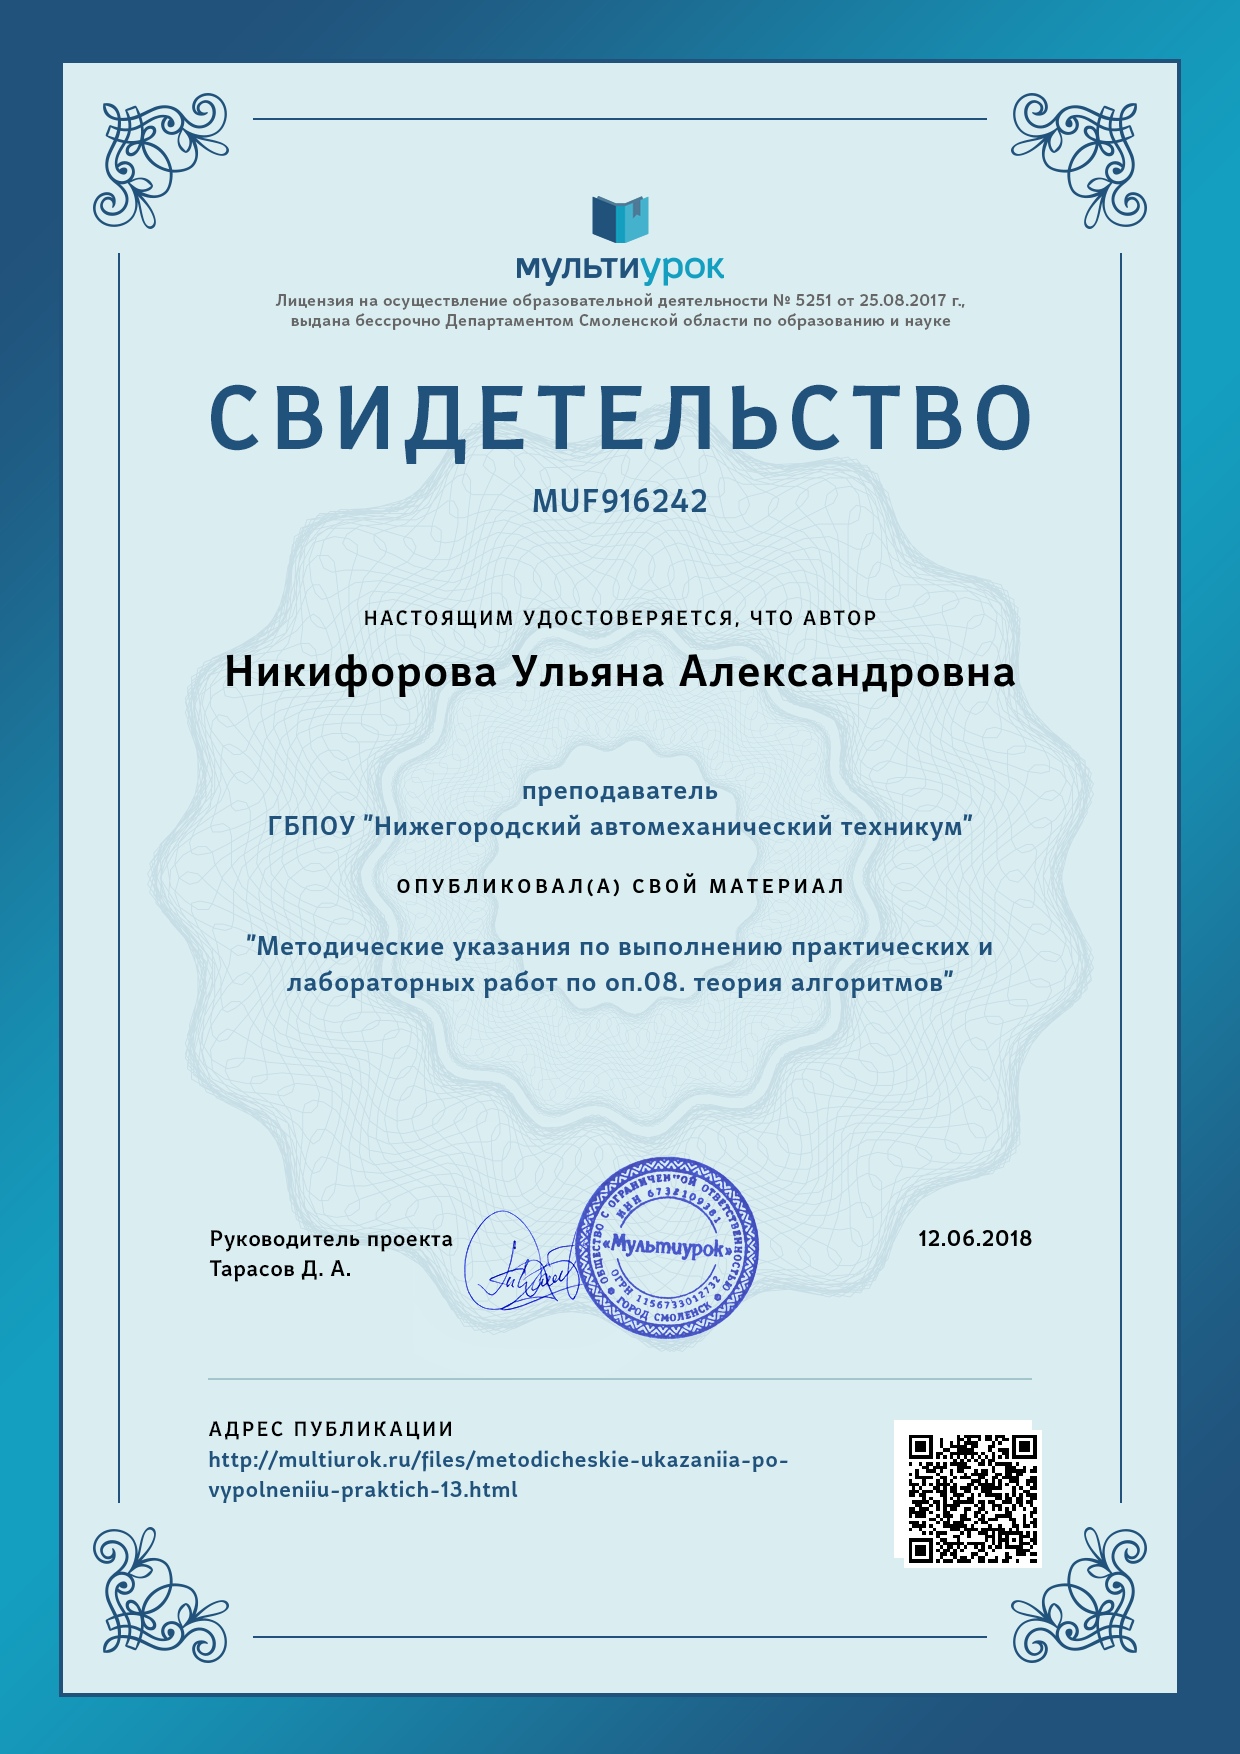 мультиурок
Лицензия на осуществление образовательной деятельности № 5251 от 25.08.2017 г.,
выдана бессрочно Департаментом Смоленской области по образованию и науке
СВИДЕТЕЛЬСТВО
MUF916242
НАСТОЯЩИМ УДОСТОВЕРЯЕТСЯ, ЧТО АВТОР
Никифорова Ульяна Александровна
преподаватель
ГБПОУ "Нижегородский автомеханический техникум"
ОПУБЛИКОВАЛ(А) СВОЙ МАТЕРИАЛ
"Методические указания по выполнению практических и
лабораторных работ по оп.08. теория алгоритмов"
Руководитель проекта
Тарасов Д. А.
ОБЩЕСТВО С ОГРАНИЧЕННОЙ ОТВЕТСТВЕННОСТЬЮ
ИНН 6732109381
«Мультиурок»
ОГРН 1156733012732
ГОРОД СМОЛЕНСК
12.06.2018
АДРЕС ПУБЛИКАЦИИ
http://multiurok.ru/files/metodicheskie-ukazaniia-po-
vypolneniiu-praktich-13.html